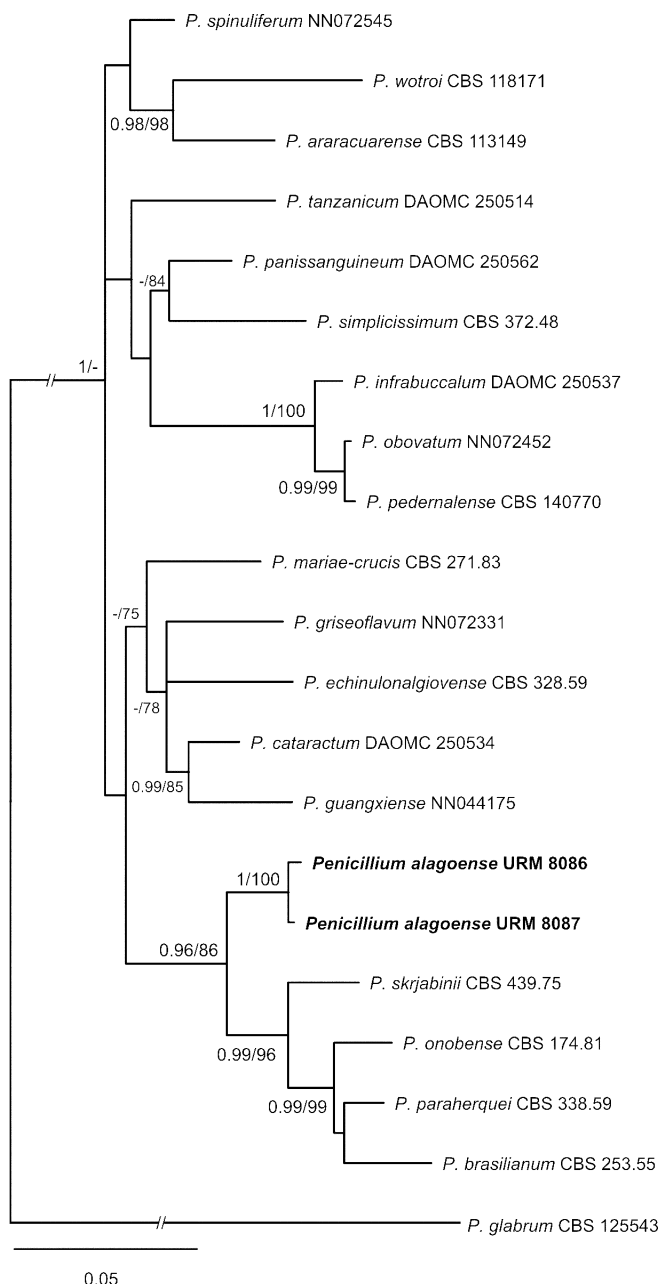 P. spinuliferum NN072545
P. wotroi CBS 118171
0.98/98
P. araracuarense CBS 113149
P. tanzanicum DAOMC 250514
P. panissanguineum DAOMC 250562
-/84
P. simplicissimum CBS 372.48
1/-
P. infrabuccalum DAOMC 250537
1/100
P. obovatum NN072452
0.99/99
P. pedernalense CBS 140770
P. mariae-crucis CBS 271.83
-/75
P. griseoflavum NN072331
P. echinulonalgiovense CBS 328.59
-/78
P. cataractum DAOMC 250534
0.99/85
P. guangxiense NN044175
Penicillium alagoense URM 8086
1/100
Penicillium alagoense URM 8087
0.96/86
P. skrjabinii CBS 439.75
P. onobense CBS 174.81
0.99/96
P. paraherquei CBS 338.59
0.99/99
P. brasilianum CBS 253.55
P. glabrum CBS 125543
0.05